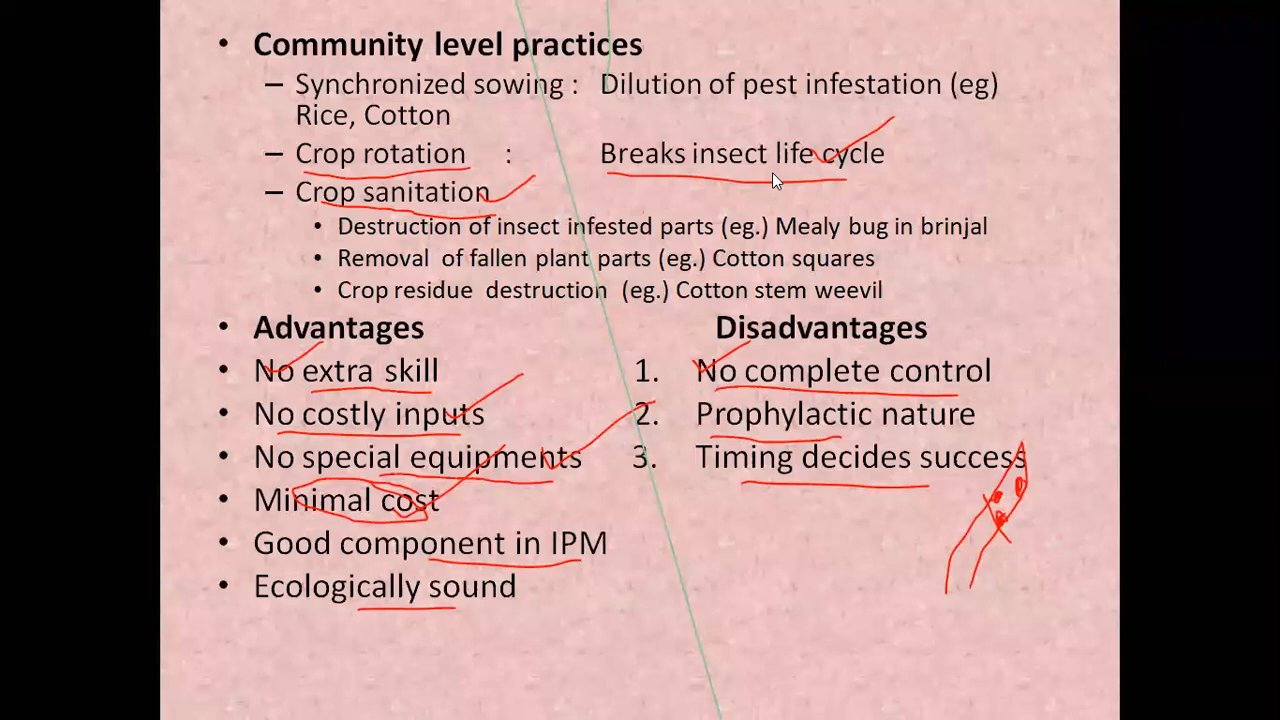 • Community level practices
– Synchronized sowing : Dilution of pest infestation (eg)
Rice, Cotton
– Crop rotation : Breaks insect life cycle
– Crop sanitation
• Destruction of insect infested parts (eg.) Mealy bug in brinjal
• Removal of fallen plant parts (eg.) Cotton squares
• Crop residue destruction (eg.) Cotton stem weevil
• Advantages Disadvantages
• No extra skill 1. No complete control
• No costly inputs 2. Prophylactic nature
• No special equipments 3. Timing decides success
• Minimal cost
• Good component in IPM
• Ecologically sound